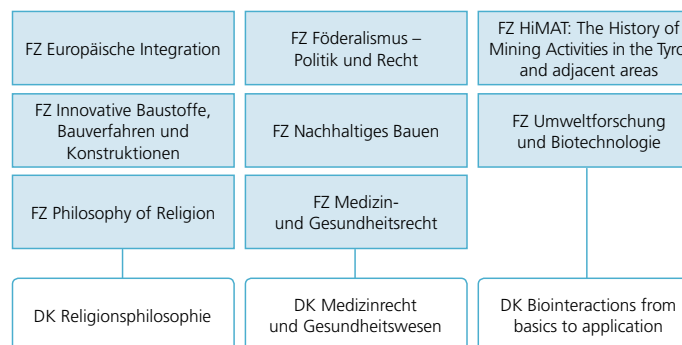 FZ Europäische Integration
FZ Föderalismus –
Politik und Recht
FZ HiMAT: The History of
Mining Activities in the Tyro
and adjacent areas
FZ Innovative Baustoffe,
Bauverfahren und
Konstruktionen
FZ Nachhaltiges Bauen
FZ Umweltforschung
und Biotechnologie
FZ Philosophy of Religion
FZ Medizin-
und Gesundheitsrecht
DK Religionsphilosophie
DK Medizinrecht
und Gesundheitswesen
DK Biointeractions from
basics to application